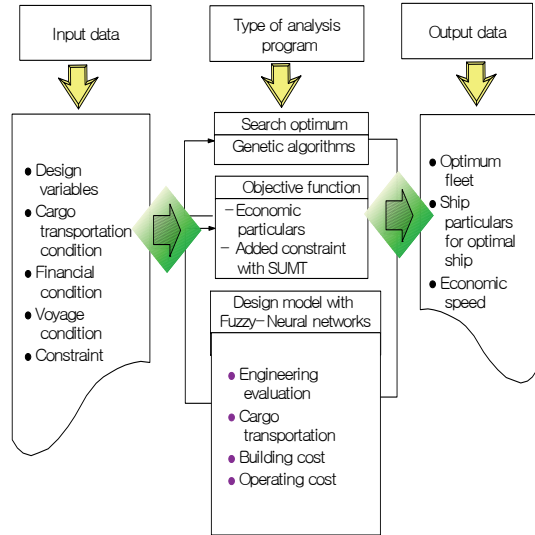 Input data
Type of analysis
program
Output data
● Design
variables
● Cargo
transportation
condition
● Financial
condition
● Voyage
condition
● Constraint
Search optimum
Genetic algorithms
Objective function
– Economic
particulars
– Added constraint
with SUMT
Design model with
Fuzzy–Neural networks
● Engineering
evaluation
● Cargo
transportation
● Building cost
● Operating cost
● Optimum
fleet
● Ship
particulars
for optimal
ship
● Economic
speed